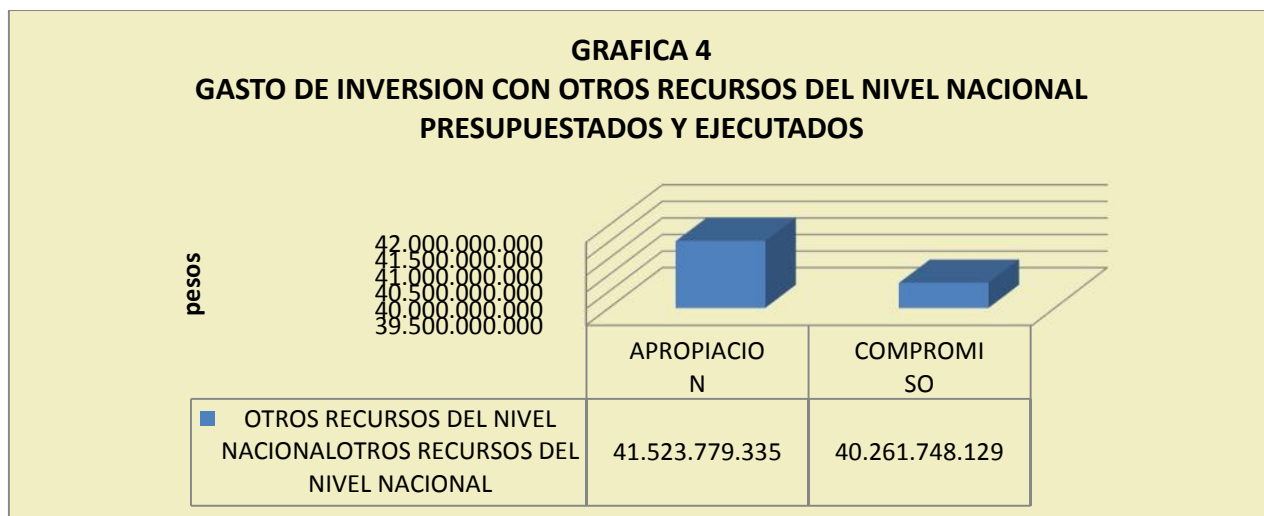 GRAFICA 4
GASTO DE INVERSION CON OTROS RECURSOS DEL NIVEL NACIONAL
PRESUPUESTADOS Y EJECUTADOS
pesos
42.000.000.000
41.500.000.000
41.000.000.000
40.500.000.000
40.000.000.000
39.500.000.000
APROPIACIO
N
COMPROMI
SO
OTROS RECURSOS DEL NIVEL
NACIONALOTROS RECURSOS DEL
NIVEL NACIONAL
41.523.779.335
40.261.748.129